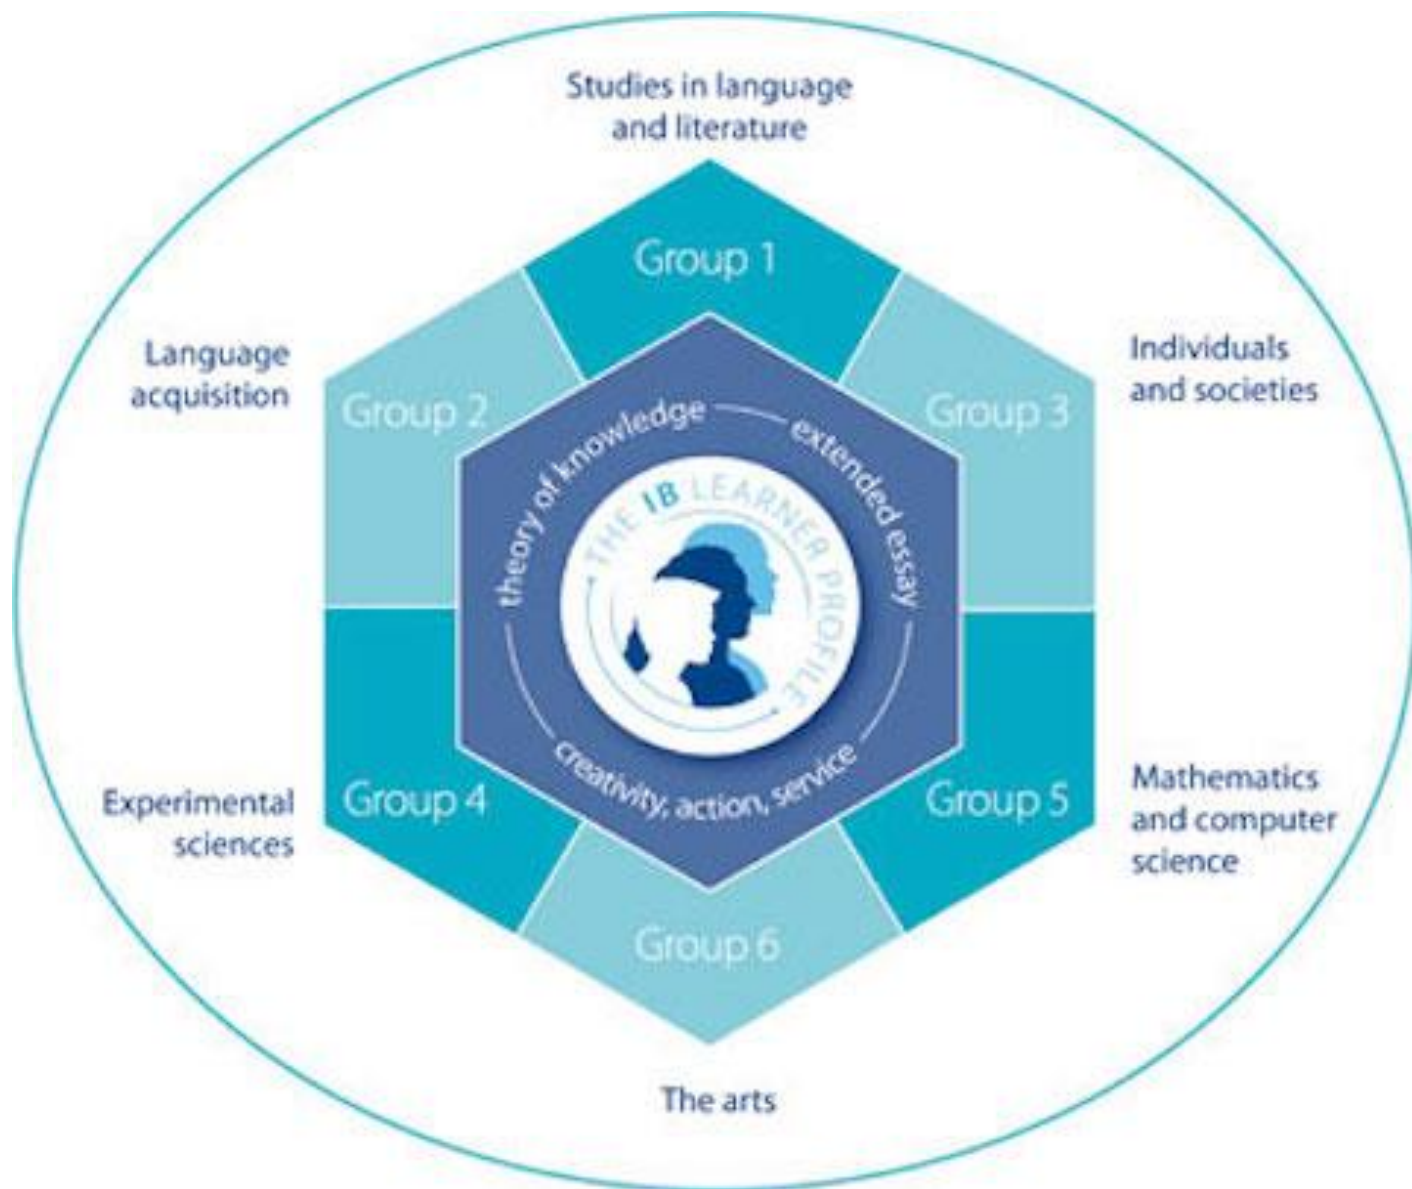 Studies in language
and literature
Group 1
Language
acquisition
Group 2
Individuals
and societies
Group 3
theory of knowledge
extended essay
THE IB LEARNER PROFILE
creativity, action, service
Experimental
sciences
Group 4
Mathematics
and computer
science
Group 5
Group 6
The arts